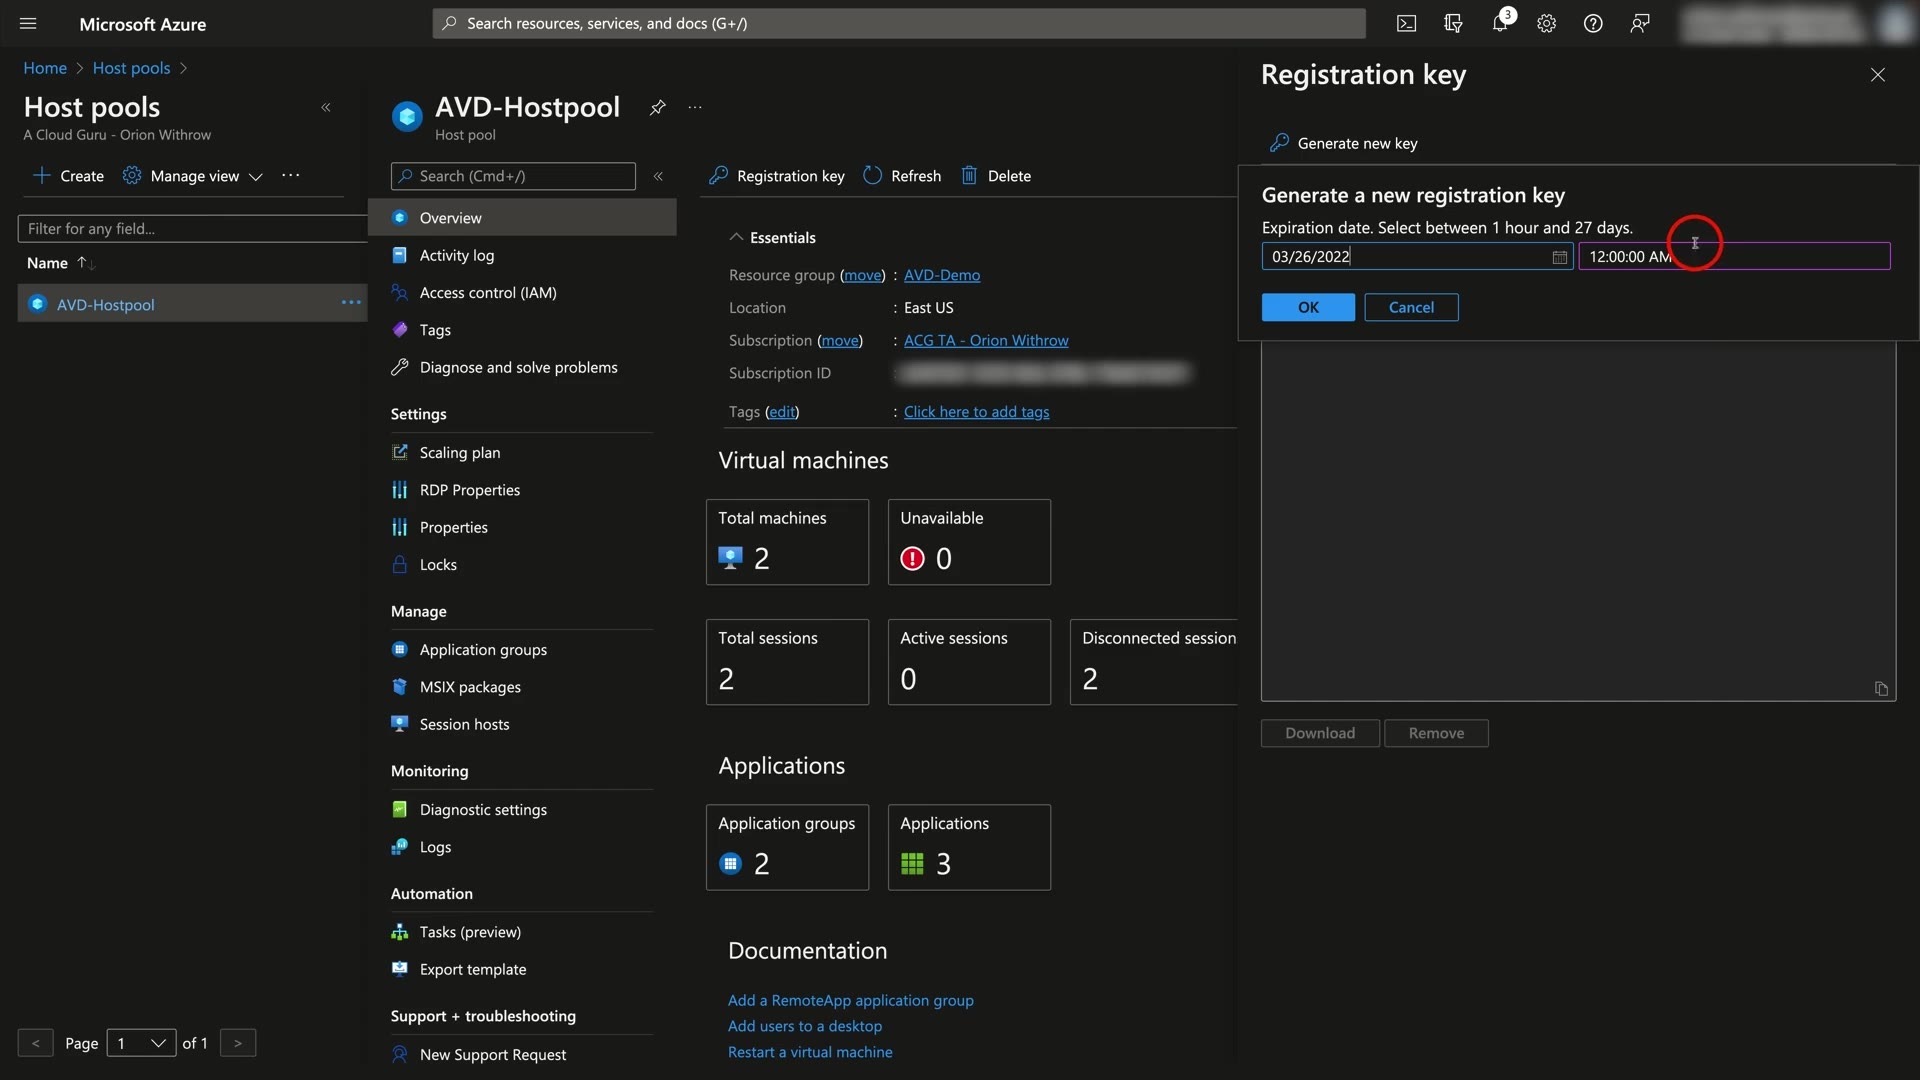 Microsoft Azure
Search resources, services, and docs (G+/)
3
Home > Host pools >
Host pools
A Cloud Guru - Orion Withrow
Create
Manage view
Filter for any field...
Name
AVD-Hostpool
< Page 1 of 1 >
AVD-Hostpool
Host pool
Search (Cmd+/)
Overview
Activity log
Access control (IAM)
Tags
Diagnose and solve problems
Settings
Scaling plan
RDP Properties
Properties
Locks
Manage
Application groups
MSIX packages
Session hosts
Monitoring
Diagnostic settings
Logs
Automation
Tasks (preview)
Export template
Support + troubleshooting
New Support Request
Registration key
Refresh
Delete
Essentials
Resource group (move) : AVD-Demo
Location : East US
Subscription (move) : ACG TA - Orion Withrow
Subscription ID
Tags (edit) : Click here to add tags
Virtual machines
Total machines
2
Unavailable
0
Total sessions
2
Active sessions
0
Disconnected session
2
Applications
Application groups
2
Applications
3
Documentation
Add a RemoteApp application group
Add users to a desktop
Restart a virtual machine
Registration key
Generate new key
Generate a new registration key
Expiration date. Select between 1 hour and 27 days.
03/26/2022
12:00:00 AM
OK
Cancel
Download
Remove